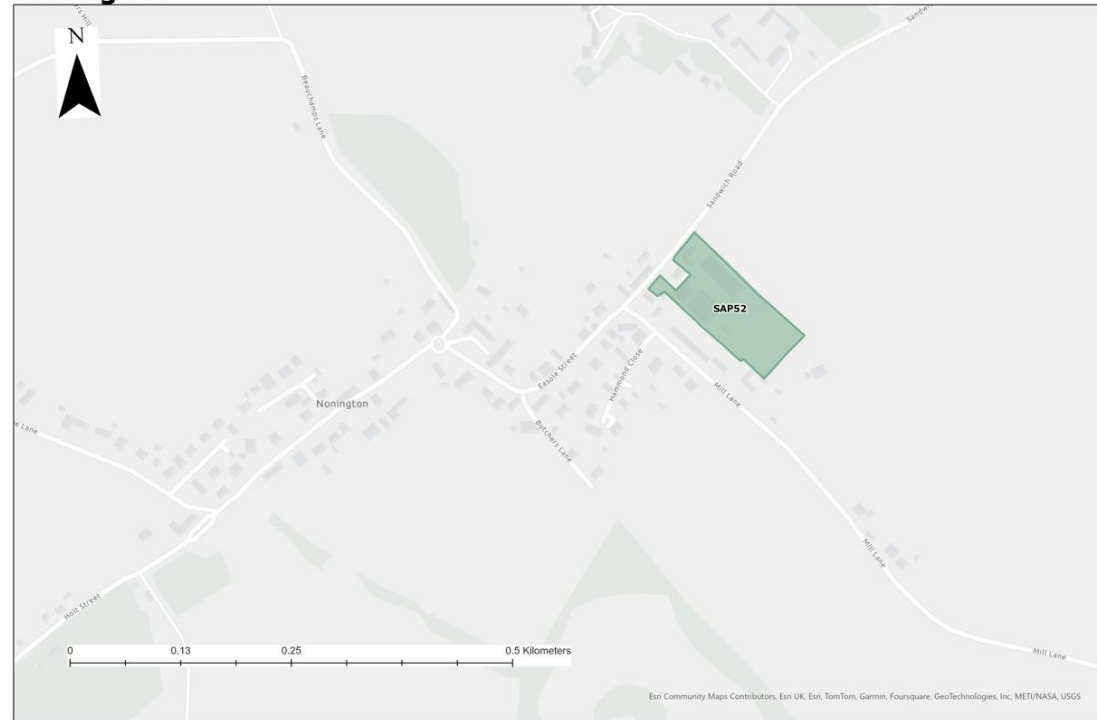 N
Beauchamps Lane
Sandwich Road
SAP52
Easole Street
Hammond Close
Nonington
Mill Lane
Butchers Lane
Mill Lane
Holt Street
Mill Lane
0 0.13 0.25 0.5 Kilometers
Esri Community Maps Contributors, Esri UK, Esri, TomTom, Garmin, Foursquare, GeoTechnologies, Inc, METI/NASA, USGS